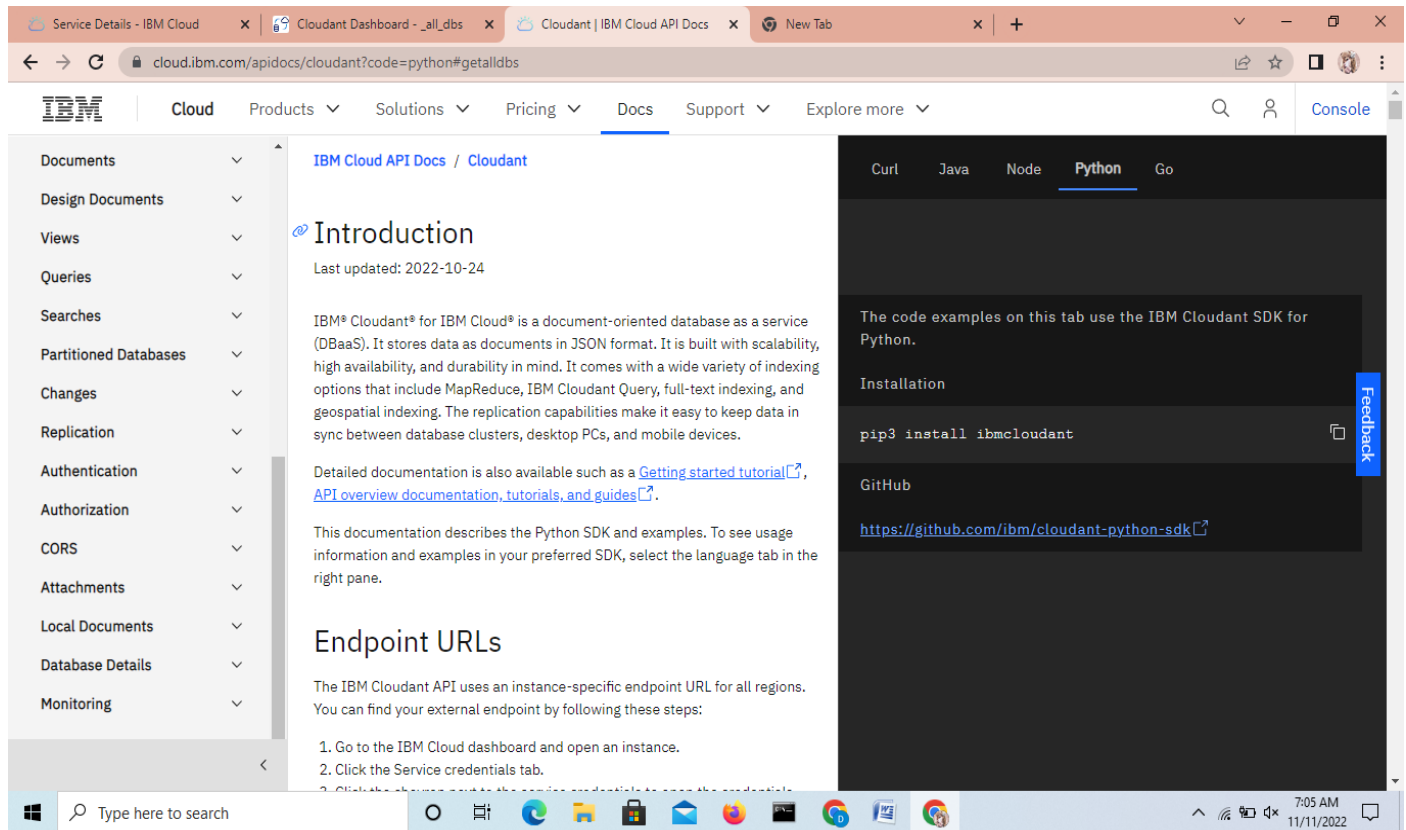 Service Details - IBM Cloud
Cloudant Dashboard - _all_dbs
Cloudant | IBM Cloud API Docs
New Tab
cloud.ibm.com/apidocs/cloudant?code=python#getalldbs
IBM Cloud Products Solutions Pricing Docs Support Explore more Console
Documents
Design Documents
Views
Queries
Searches
Partitioned Databases
Changes
Replication
Authentication
Authorization
CORS
Attachments
Local Documents
Database Details
Monitoring
IBM Cloud API Docs / Cloudant
Introduction
Last updated: 2022-10-24
IBM® Cloudant® for IBM Cloud® is a document-oriented database as a service
(DBaaS). It stores data as documents in JSON format. It is built with scalability,
high availability, and durability in mind. It comes with a wide variety of indexing
options that include MapReduce, IBM Cloudant Query, full-text indexing, and
geospatial indexing. The replication capabilities make it easy to keep data in
sync between database clusters, desktop PCs, and mobile devices.
Detailed documentation is also available such as a Getting started tutorial,
API overview documentation, tutorials, and guides.
This documentation describes the Python SDK and examples. To see usage
information and examples in your preferred SDK, select the language tab in the
right pane.
Endpoint URLs
The IBM Cloudant API uses an instance-specific endpoint URL for all regions.
You can find your external endpoint by following these steps:
1. Go to the IBM Cloud dashboard and open an instance.
2. Click the Service credentials tab.
3. Click the chevron next to the service credentials to open the credentials
Curl Java Node Python Go
The code examples on this tab use the IBM Cloudant SDK for
Python.
Installation
pip3 install ibmcloudant
GitHub
https://github.com/ibm/cloudant-python-sdk
Feedback
Type here to search
7:05 AM
11/11/2022